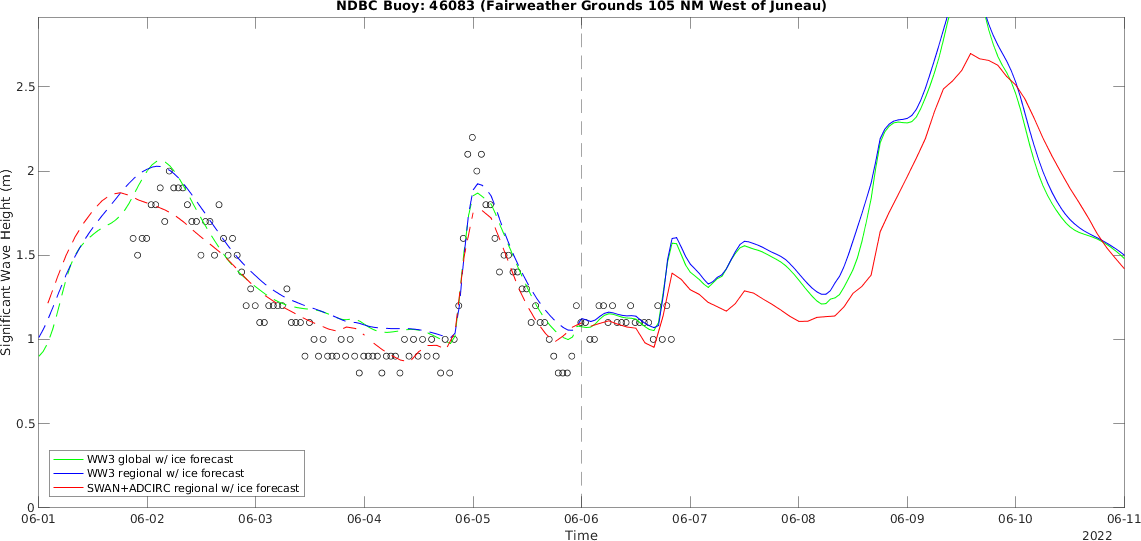 NDBC Buoy: 46083 (Fairweather Grounds 105 NM West of Juneau)
Significant Wave Height (m)
2.5
2
1.5
1
0.5
0
WW3 global w/ ice forecast
WW3 regional w/ ice forecast
SWAN+ADCIRC regional w/ ice forecast
06-01 06-02 06-03 06-04 06-05 06-06 06-07 06-08 06-09 06-10 06-11
Time
2022